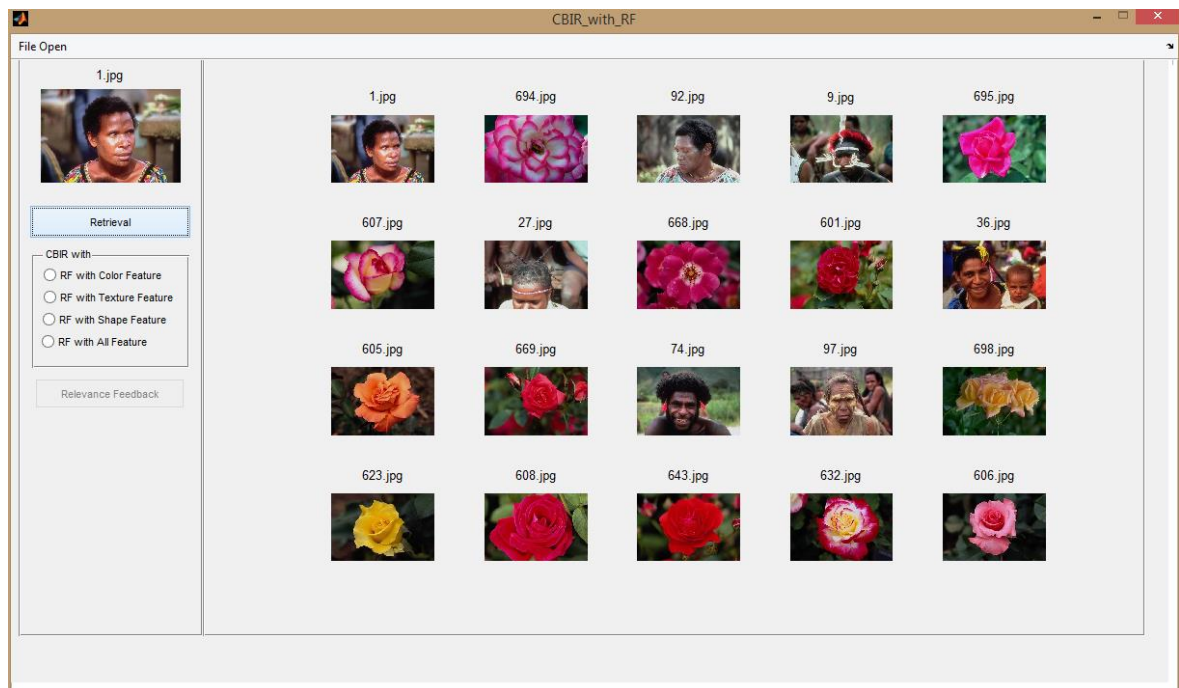 CBIR_with_RF
File Open
1.jpg
Retrieval
CBIR with
RF with Color Feature
RF with Texture Feature
RF with Shape Feature
RF with All Feature
Relevance Feedback
1.jpg 694.jpg 92.jpg 9.jpg 695.jpg
607.jpg 27.jpg 668.jpg 601.jpg 36.jpg
605.jpg 669.jpg 74.jpg 97.jpg 698.jpg
623.jpg 608.jpg 643.jpg 632.jpg 606.jpg